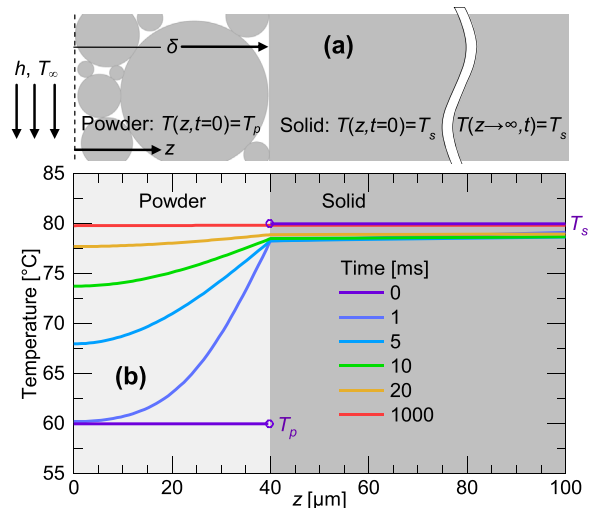 δ
(a)
h, T∞
Powder: T(z,t=0)=Tp
Solid: T(z,t=0)=Ts
T(z→∞,t)=Ts
z
85
80
75
70
65
60
55
Temperature [°C]
Powder
Solid
Ts
Time [ms]
0
1
5
10
20
1000
(b)
Tp
0
20
40
60
80
100
z [µm]